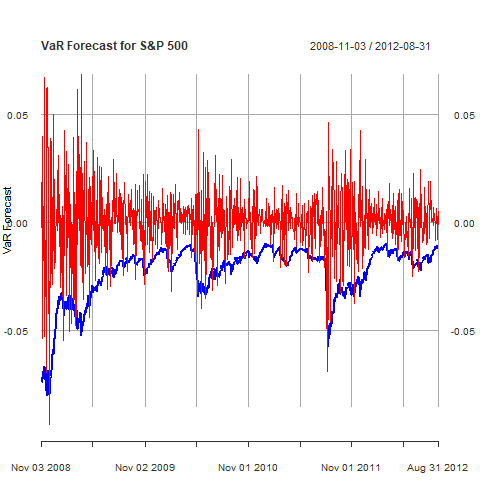 VaR Forecast for S&P 500 2008-11-03 / 2012-08-31
0.05 0.05
0.00 0.00
-0.05 -0.05
VaR Forecast
Nov 03 2008 Nov 02 2009 Nov 01 2010 Nov 01 2011 Aug 31 2012